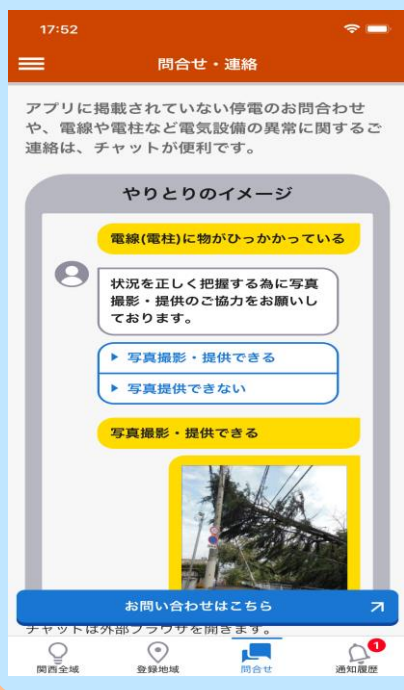 17:52
問合せ・連絡
アプリに掲載されていない停電のお問合わせ
や、電線や電柱など電気設備の異常に関するご
連絡は、チャットが便利です。
やりとりのイメージ
電線(電柱)に物がひっかかっている
状況を正しく把握する為に写真
撮影・提供のご協力をお願いし
ております。
写真撮影・提供できる
写真提供できない
写真撮影・提供できる
お問い合わせはこちら
チャットは外部ブラウザを開きます。
関西全域
登録地域
問合せ
1
通知履歴